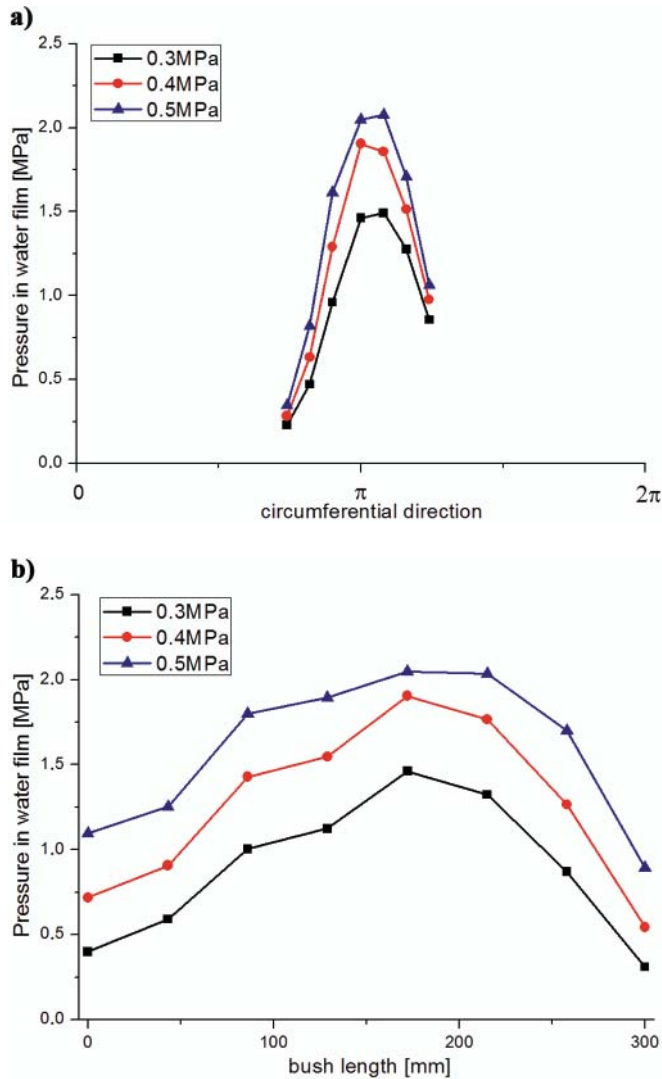 a)
2.5
2.0
1.5
1.0
0.5
0.0
Pressure in water film [MPa]
0.3MPa
0.4MPa
0.5MPa
0
π
2π
circumferential direction
b)
2.5
2.0
1.5
1.0
0.5
0.0
Pressure in water film [MPa]
0.3MPa
0.4MPa
0.5MPa
0
100
200
300
bush length [mm]